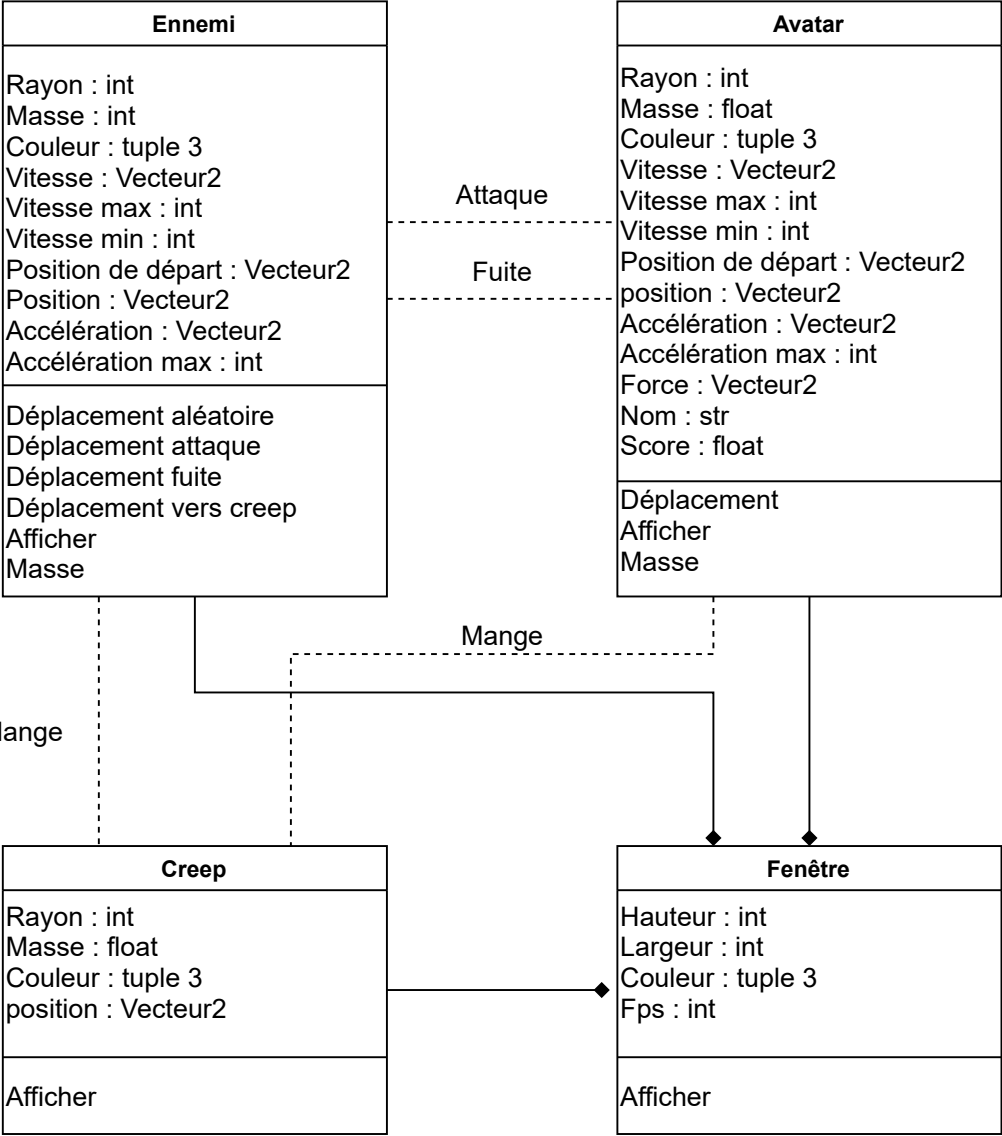 Ennemi
Rayon : int
Masse : int
Couleur : tuple 3
Vitesse : Vecteur2
Vitesse max : int
Vitesse min : int
Position de départ : Vecteur2
Position : Vecteur2
Accélération : Vecteur2
Accélération max : int
Déplacement aléatoire
Déplacement attaque
Déplacement fuite
Déplacement vers creep
Afficher
Masse
Attaque
Fuite
Avatar
Rayon : int
Masse : float
Couleur : tuple 3
Vitesse : Vecteur2
Vitesse max : int
Vitesse min : int
Position de départ : Vecteur2
position : Vecteur2
Accélération : Vecteur2
Accélération max : int
Force : Vecteur2
Nom : str
Score : float
Déplacement
Afficher
Masse
Mange
Creep
Rayon : int
Masse : float
Couleur : tuple 3
position : Vecteur2
Afficher
Fenêtre
Hauteur : int
Largeur : int
Couleur : tuple 3
Fps : int
Afficher